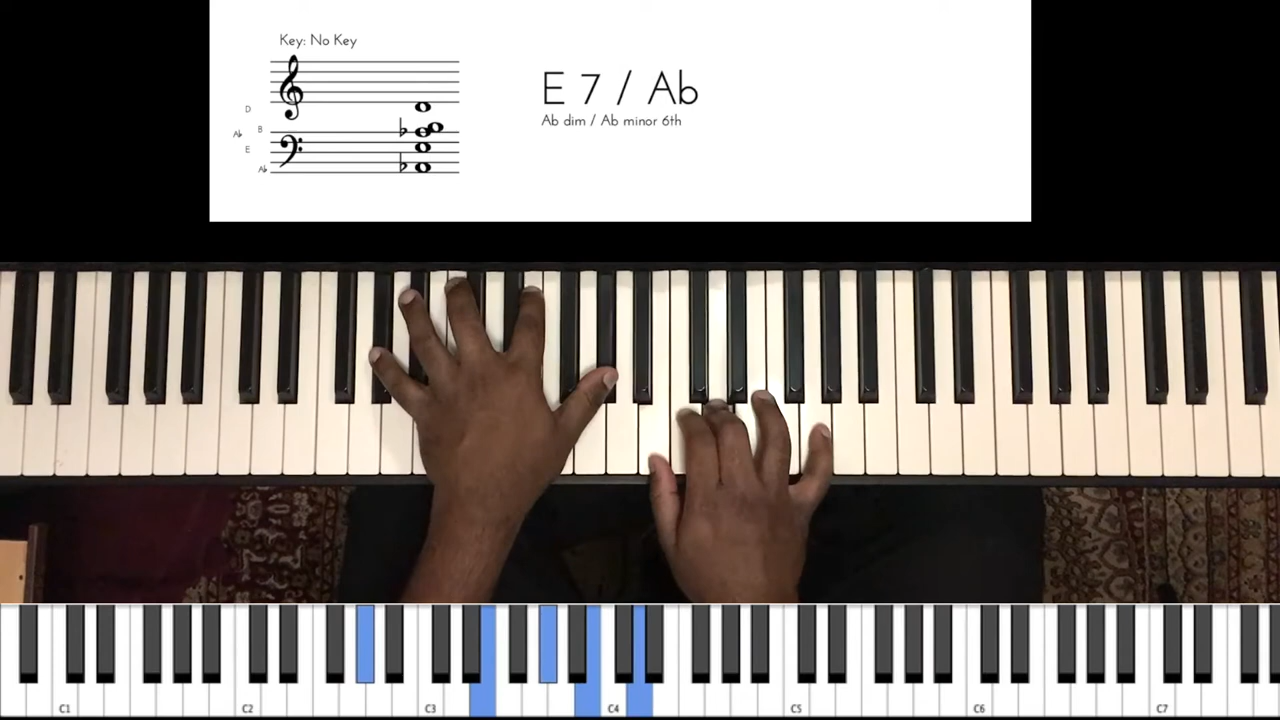 Key: No Key
E 7 / Ab
Ab dim / Ab minor 6th
D
B
Ab
E
Ab
C1 C2 C3 C4 C5 C6 C7